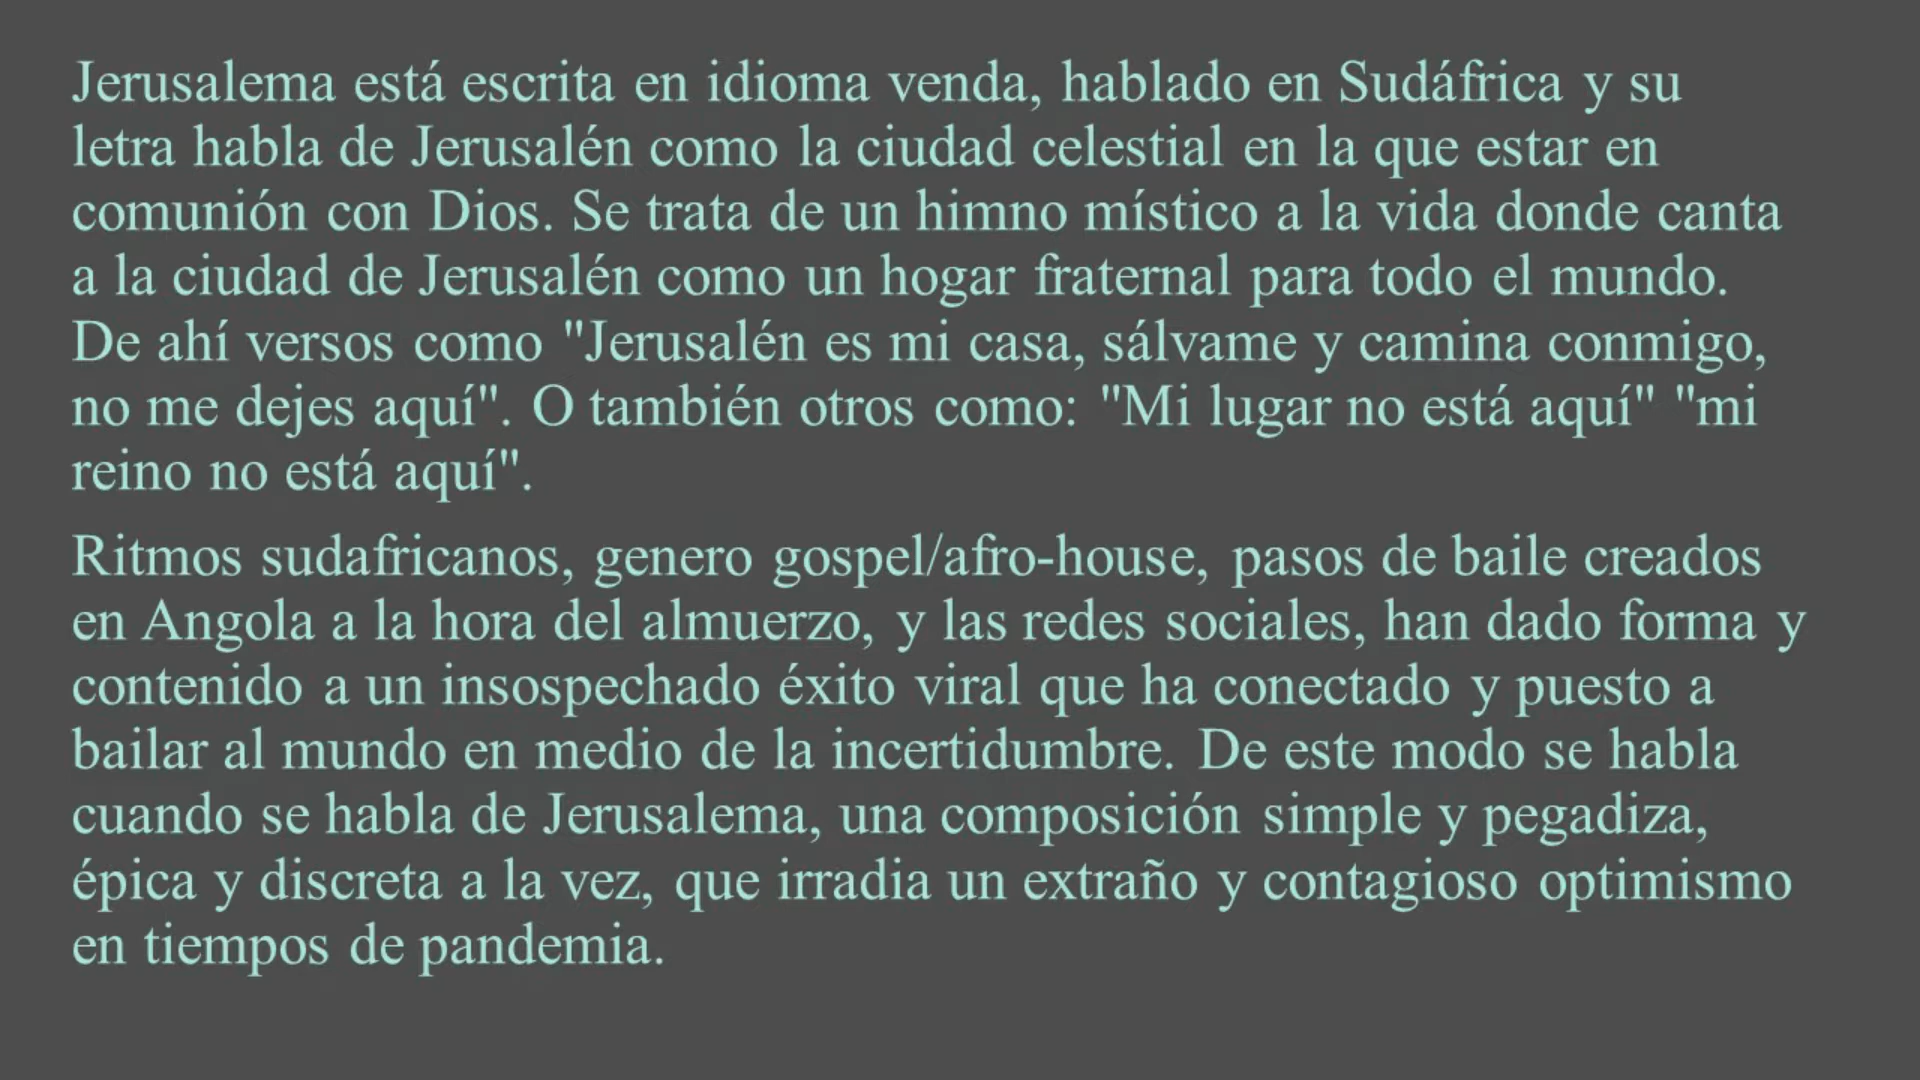 Jerusalema está escrita en idioma venda, hablado en Sudáfrica y su
letra habla de Jerusalén como la ciudad celestial en la que estar en
comunión con Dios. Se trata de un himno místico a la vida donde canta
a la ciudad de Jerusalén como un hogar fraternal para todo el mundo.
De ahí versos como "Jerusalén es mi casa, sálvame y camina conmigo,
no me dejes aquí". O también otros como: "Mi lugar no está aquí" "mi
reino no está aquí".
Ritmos sudafricanos, genero gospel/afro-house, pasos de baile creados
en Angola a la hora del almuerzo, y las redes sociales, han dado forma y
contenido a un insospechado éxito viral que ha conectado y puesto a
bailar al mundo en medio de la incertidumbre. De este modo se habla
cuando se habla de Jerusalema, una composición simple y pegadiza,
épica y discreta a la vez, que irradia un extraño y contagioso optimismo
en tiempos de pandemia.